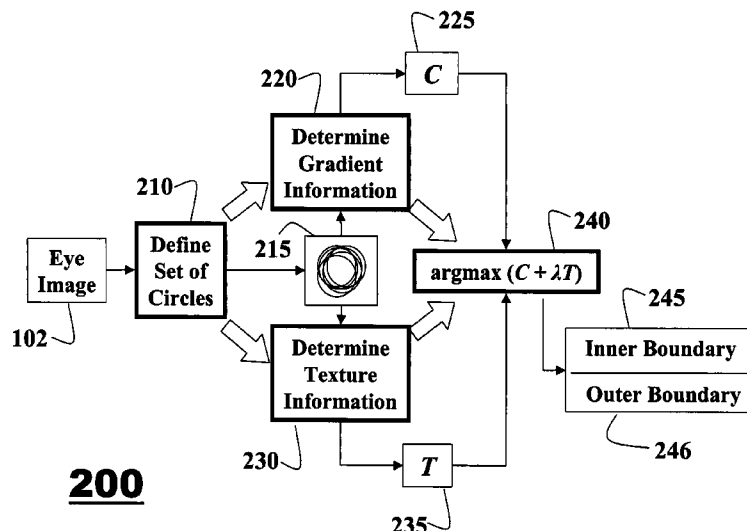 225
C
220
Determine
Gradient
Information
210
240
Define
Set of
Circles
215
Eye
Image
102
argmax (C + λT)
245
Inner Boundary
Outer Boundary
246
Determine
Texture
Information
230
T
235
200